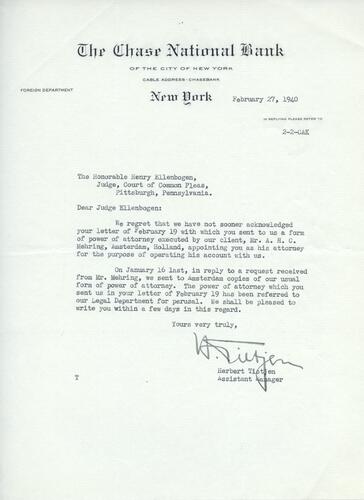 The Chase National Bank
OF THE CITY OF NEW YORK
CABLE ADDRESS - CHASEBANK
FOREIGN DEPARTMENT
New York
February 27, 1940
IN REPLYING PLEASE REFER TO
2-2-OAK
The Honorable Henry Ellenbogen,
Judge, Court of Common Pleas,
Pittburgh, Pennsylvania.
Dear Judge Ellenbogen:
We regret that we have not sooner acknowledged
your letter of February 19 with which you sent to us a form
of power of attorney executed by our client, Mr. A. H. C.
Mehring, Amsterdam, Holland, appointing you as his attorney
for the purpose of operating his account with us.
On January 16 last, in reply to a request received
from Mr. Mehring, we sent to Amsterdam copies of our usual
form of power of attorney. The power of attorney which you
sent us in your letter of February 19 has been referred to
our Legal Department for perusal. We shall be pleased to
write you within a few days in this regard.
Yours very truly,
H. Tietjen
Herbert Tietjen
Assistant Manager
T